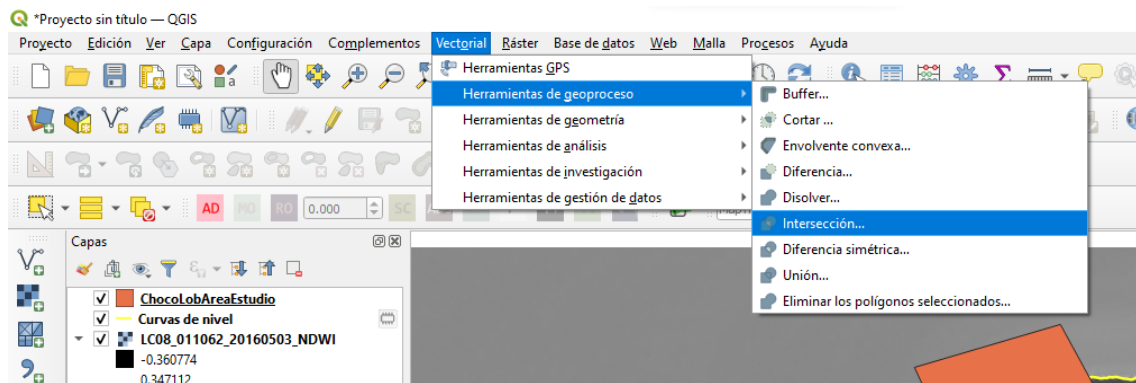 *Proyecto sin título — QGIS
Proyecto Edición Ver Capa Configuración Complementos Vectorial Ráster Base de datos Web Malla Procesos Ayuda
Herramientas GPS
Herramientas de geoproceso
Herramientas de geometría
Herramientas de análisis
Herramientas de investigación
Herramientas de gestión de datos
Buffer...
Cortar ...
Envolvente convexa...
Diferencia...
Disolver...
Intersección...
Diferencia simétrica...
Unión...
Eliminar los polígonos seleccionados...
AD MO RO 0.000 SC
Capas
ChocoLobAreaEstudio
Curvas de nivel
LC08_011062_20160503_NDWI
-0.360774
0.347112